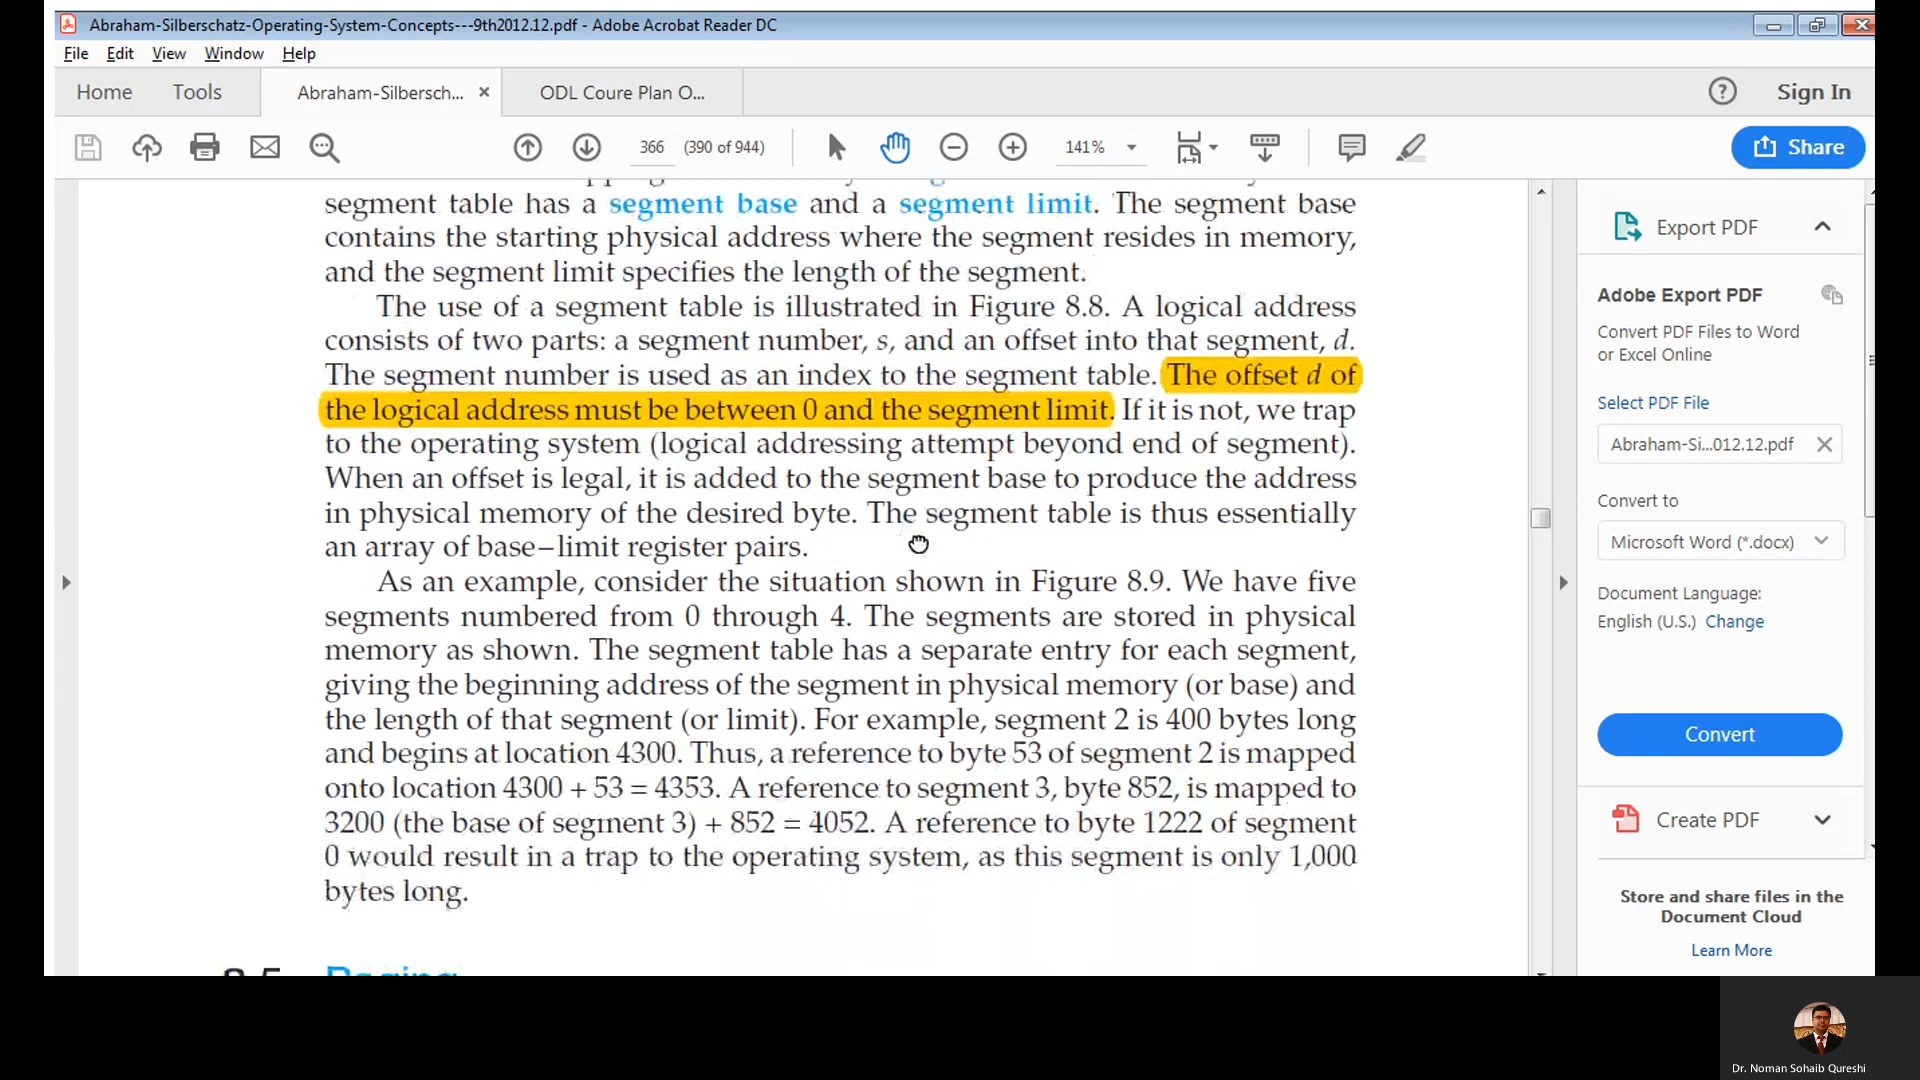 Abraham-Silberschatz-Operating-System-Concepts---9th2012.12.pdf - Adobe Acrobat Reader DC
File Edit View Window Help
Home Tools Abraham-Silbersch... × ODL Coure Plan O... ? Sign In
366 (390 of 944) 141% Share
segment table has a segment base and a segment limit. The segment base
contains the starting physical address where the segment resides in memory,
and the segment limit specifies the length of the segment.
The use of a segment table is illustrated in Figure 8.8. A logical address
consists of two parts: a segment number, s, and an offset into that segment, d.
The segment number is used as an index to the segment table. The offset d of
the logical address must be between 0 and the segment limit. If it is not, we trap
to the operating system (logical addressing attempt beyond end of segment).
When an offset is legal, it is added to the segment base to produce the address
in physical memory of the desired byte. The segment table is thus essentially
an array of base–limit register pairs.
As an example, consider the situation shown in Figure 8.9. We have five
segments numbered from 0 through 4. The segments are stored in physical
memory as shown. The segment table has a separate entry for each segment,
giving the beginning address of the segment in physical memory (or base) and
the length of that segment (or limit). For example, segment 2 is 400 bytes long
and begins at location 4300. Thus, a reference to byte 53 of segment 2 is mapped
onto location 4300 + 53 = 4353. A reference to segment 3, byte 852, is mapped to
3200 (the base of segment 3) + 852 = 4052. A reference to byte 1222 of segment
0 would result in a trap to the operating system, as this segment is only 1,000
bytes long.
8.5 Paging
Export PDF
Adobe Export PDF
Convert PDF Files to Word
or Excel Online
Select PDF File
Abraham-Si...012.12.pdf
Convert to
Microsoft Word (*.docx)
Document Language:
English (U.S.) Change
Convert
Create PDF
Store and share files in the
Document Cloud
Learn More
Dr. Noman Sohaib Qureshi